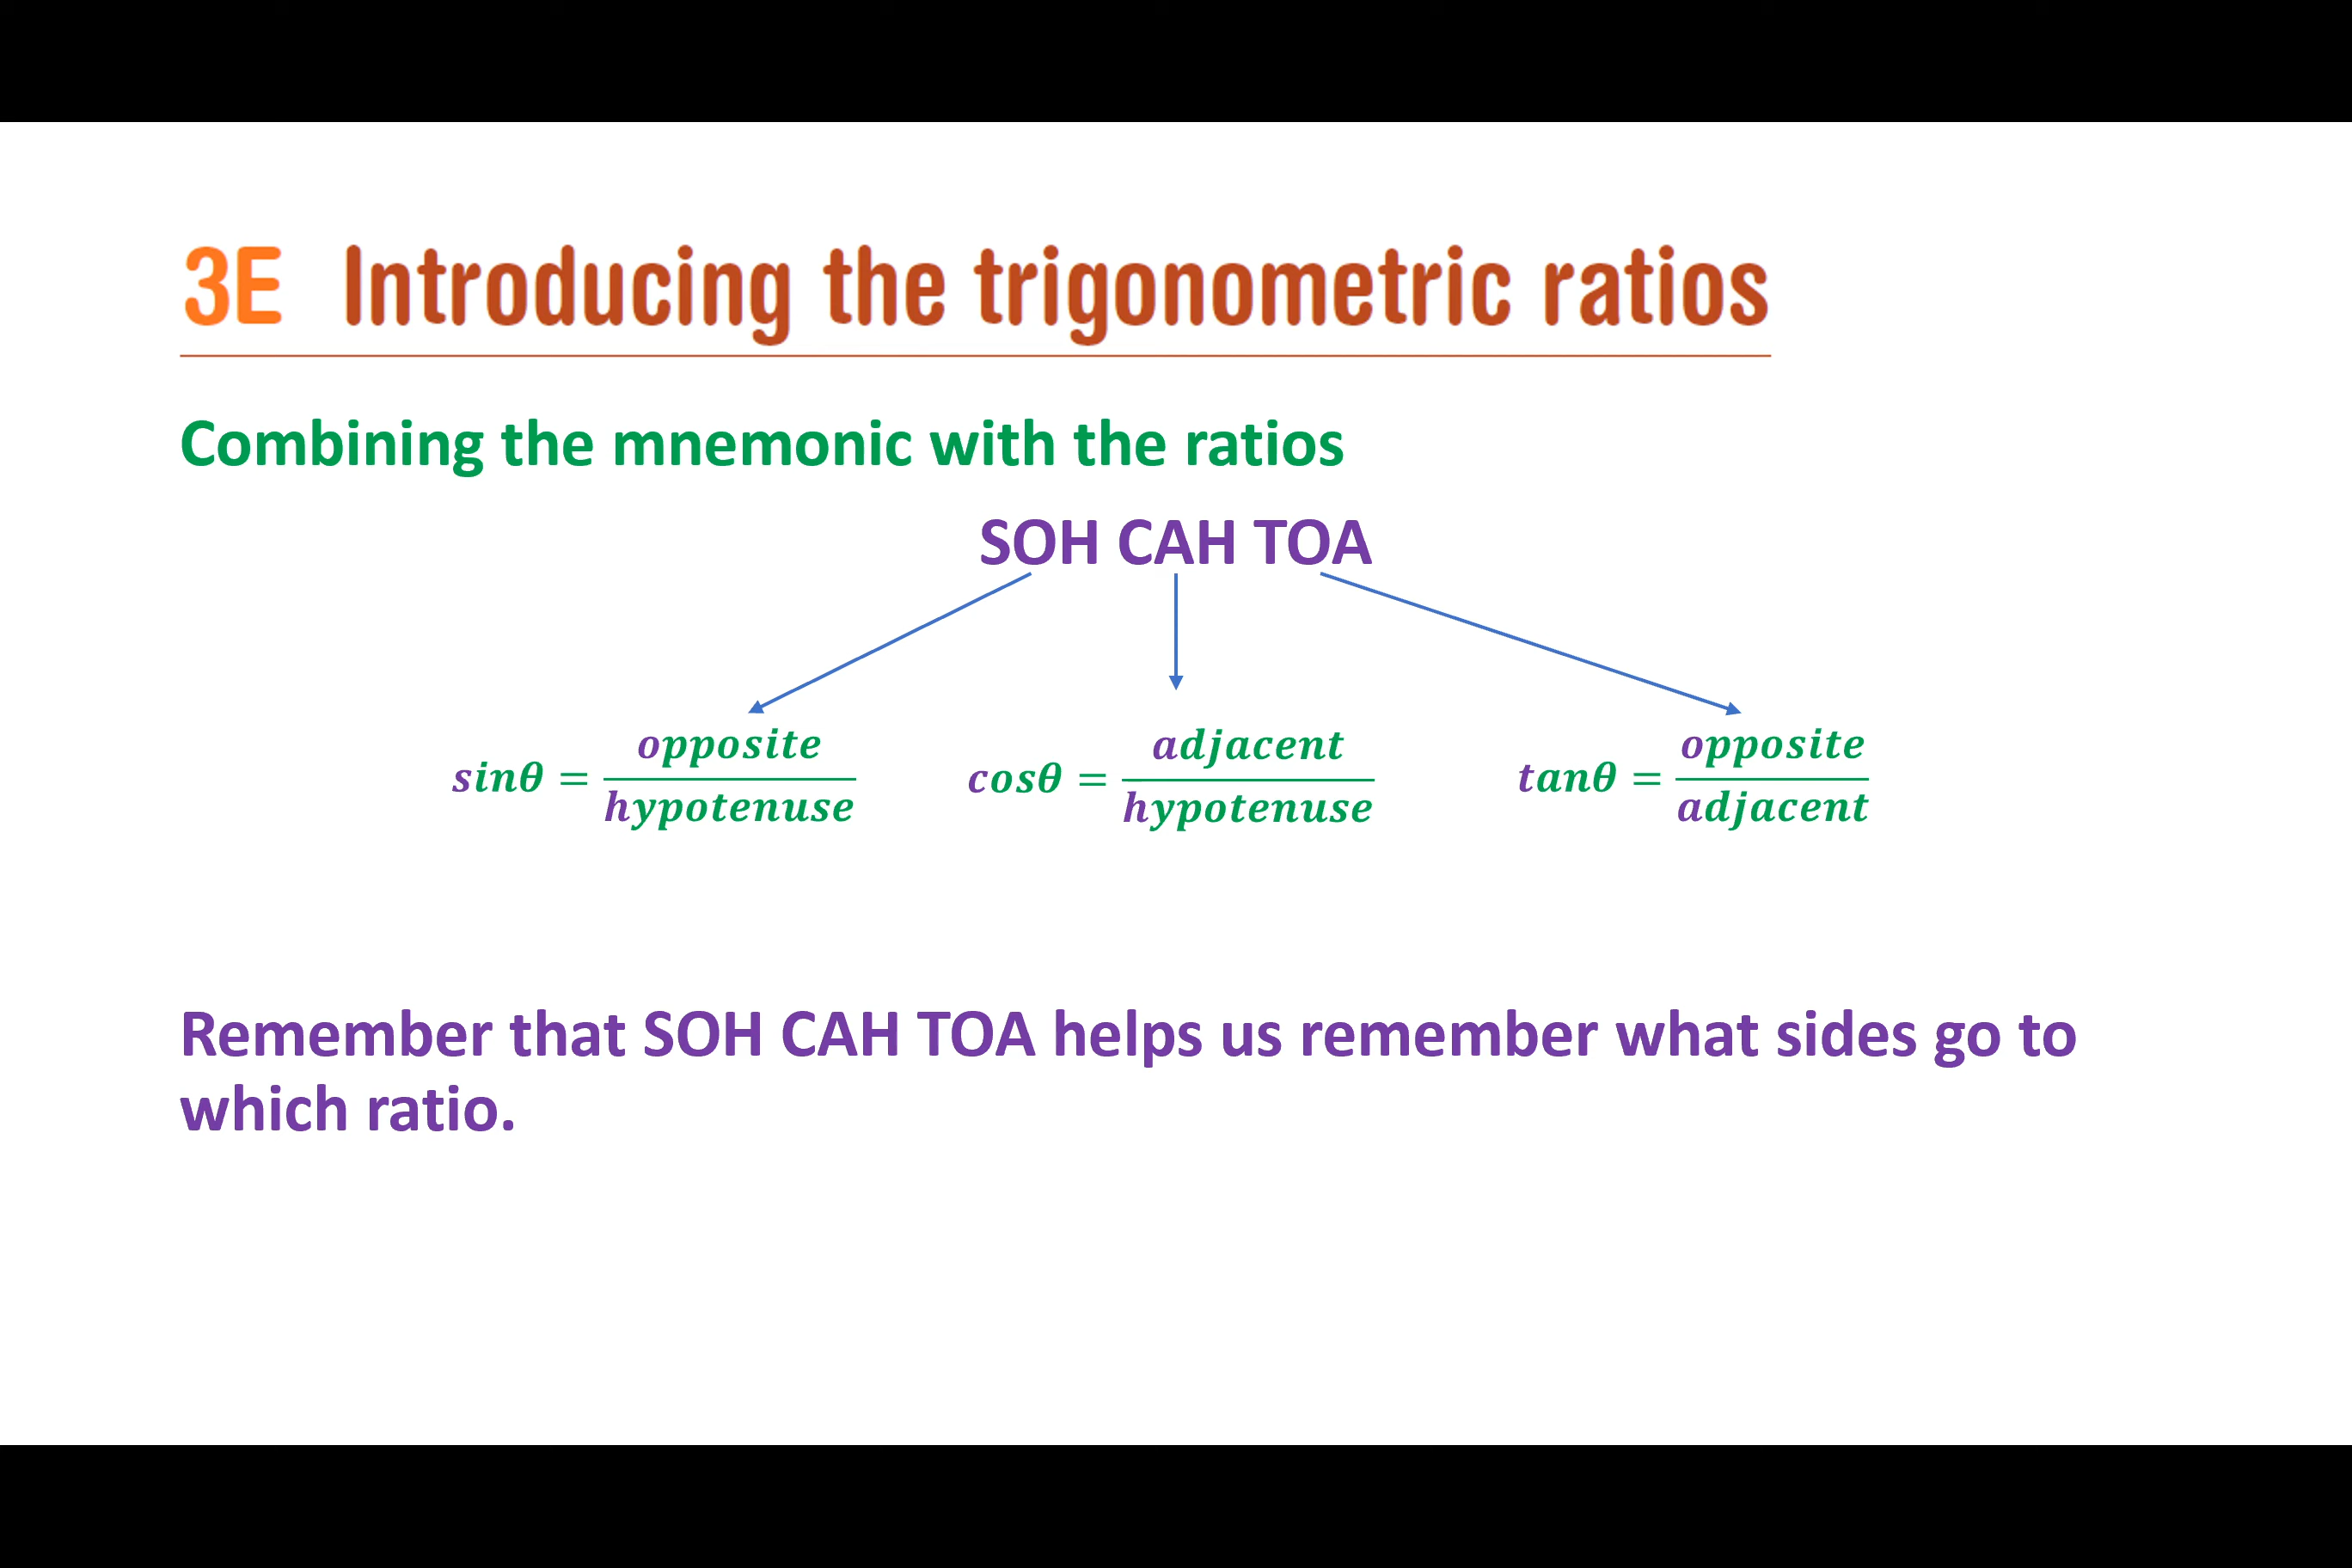 3E Introducing the trigonometric ratios
Combining the mnemonic with the ratios
SOH CAH TOA
sinθ = opposite / hypotenuse cosθ = adjacent / hypotenuse tanθ = opposite / adjacent
Remember that SOH CAH TOA helps us remember what sides go to
which ratio.